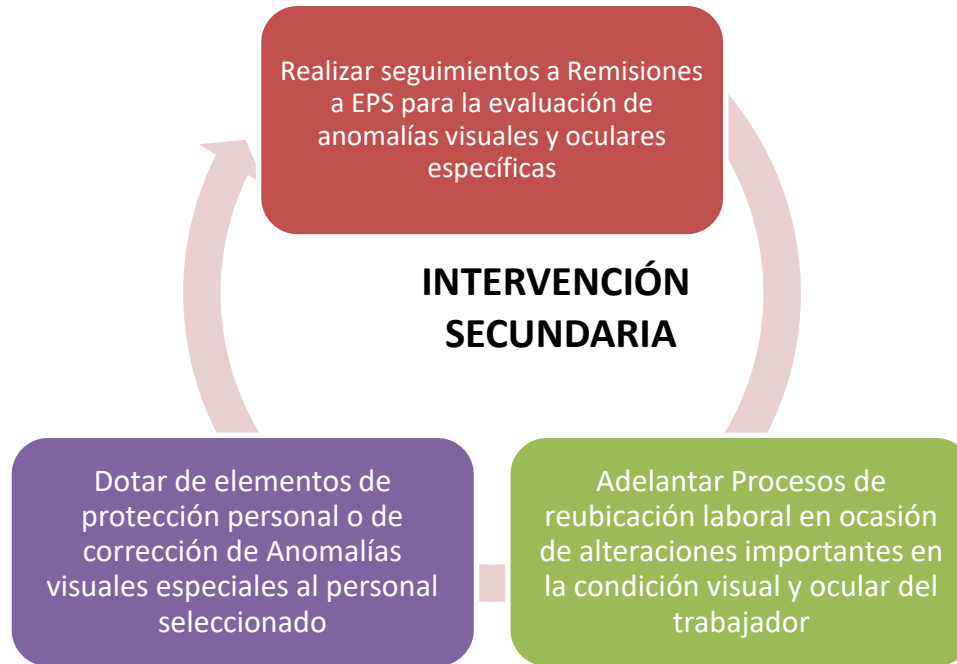 Realizar seguimientos a Remisiones
a EPS para la evaluación de
anomalías visuales y oculares
específicas
INTERVENCIÓN
SECUNDARIA
Dotar de elementos de
protección personal o de
corrección de Anomalías
visuales especiales al personal
seleccionado
Adelantar Procesos de
reubicación laboral en ocasión
de alteraciones importantes en
la condición visual y ocular del
trabajador